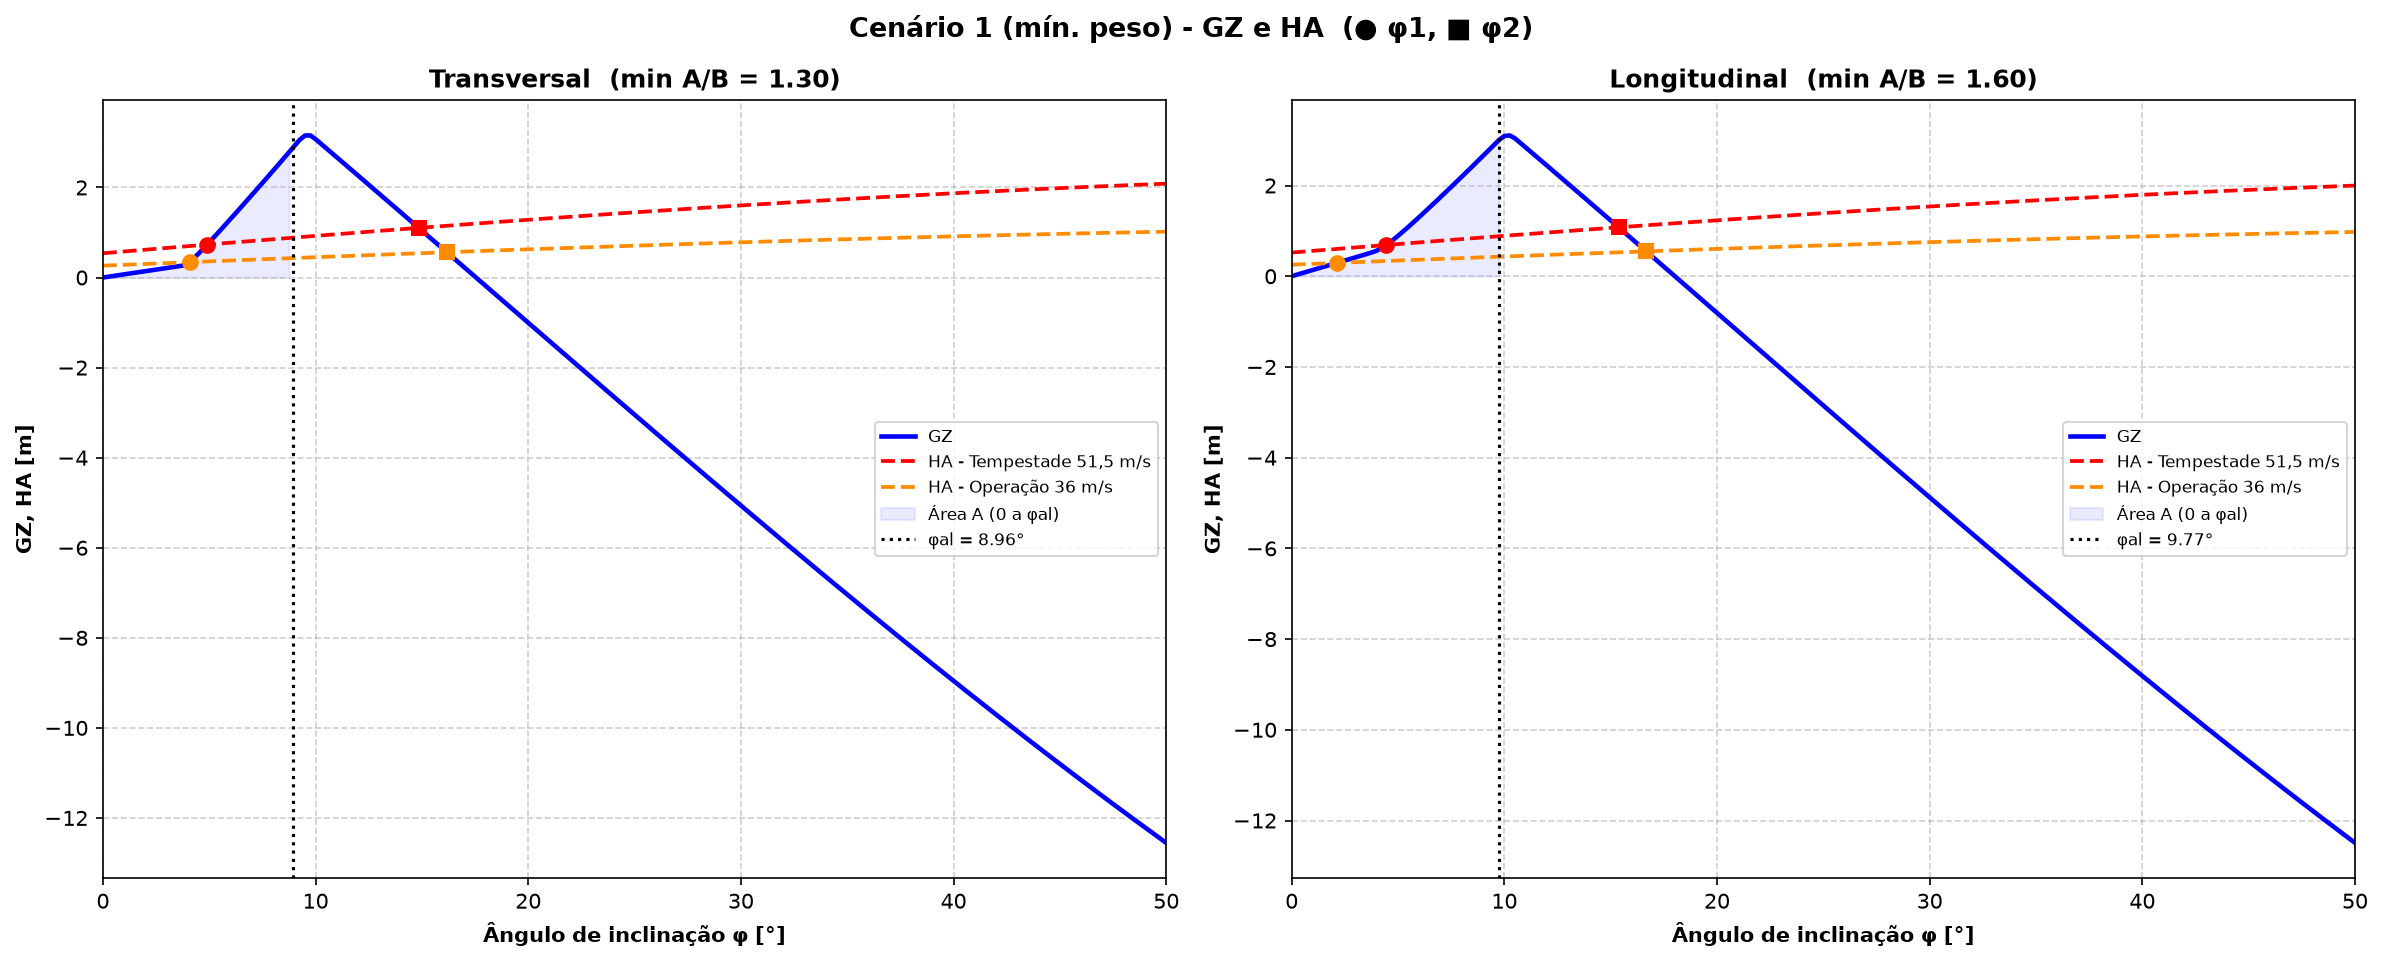 Cenário 1 (mín. peso) - GZ e HA  (● φ1, ■ φ2)
Transversal  (min A/B = 1.30)
GZ, HA [m]
2
0
−2
−4
−6
−8
−10
−12
0 10 20 30 40 50
Ângulo de inclinação φ [°]
GZ
HA - Tempestade 51,5 m/s
HA - Operação 36 m/s
Área A (0 a φal)
φal = 8.96°
Longitudinal  (min A/B = 1.60)
GZ, HA [m]
2
0
−2
−4
−6
−8
−10
−12
0 10 20 30 40 50
Ângulo de inclinação φ [°]
GZ
HA - Tempestade 51,5 m/s
HA - Operação 36 m/s
Área A (0 a φal)
φal = 9.77°